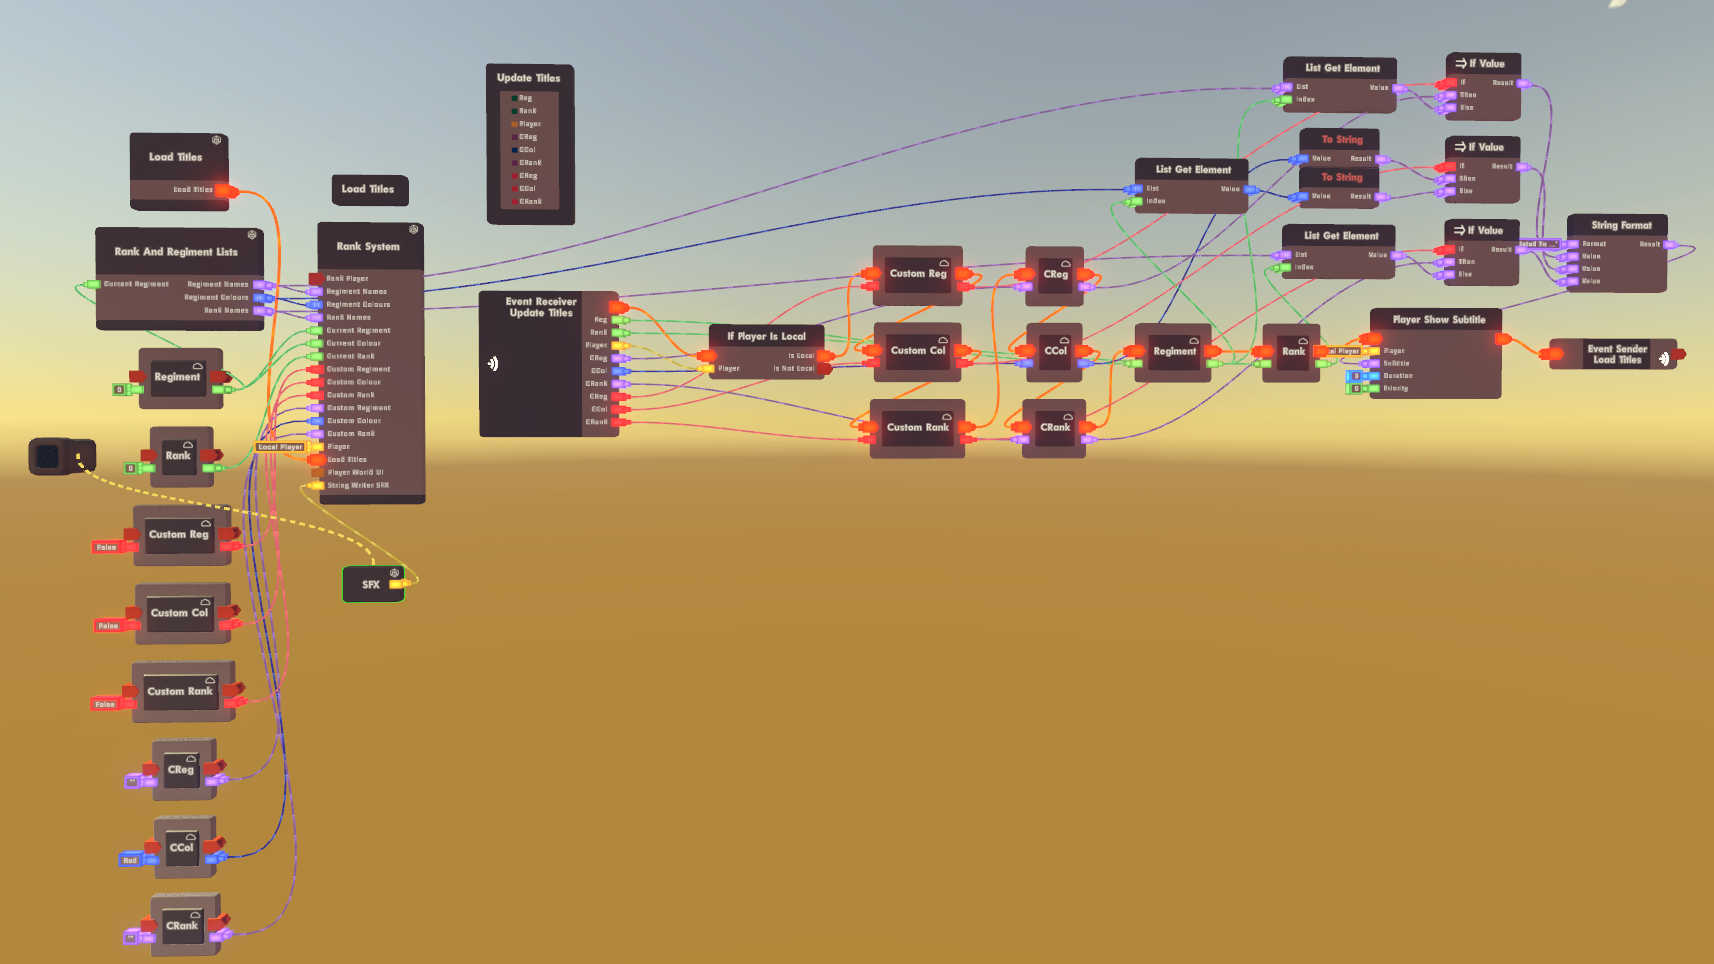 Load Titles
Load Titles
Rank And Regiment Lists
Current Regiment
Regiment Names
Regiment Colours
Rank Names
Regiment
0
Rank
0
Custom Reg
False
Custom Col
False
Custom Rank
False
CReg
""
CCol
Red
CRank
""
Load Titles
Rank System
Rank Player
Regiment Names
Regiment Colours
Rank Names
Current Regiment
Current Colour
Current Rank
Custom Regiment
Custom Colour
Custom Rank
Custom Regiment
Custom Colour
Custom Rank
Local Player
Player
Load Titles
Player World UI
String Writer SFX
SFX
Update Titles
Reg
Rank
Player
CReg
CCol
CRank
CReg
CCol
CRank
Event Receiver
Update Titles
Reg
Rank
Player
CReg
CCol
CRank
CReg
CCol
CRank
If Player Is Local
Player
Is Local
Is Not Local
Custom Reg
Custom Col
Custom Rank
CReg
CCol
CRank
List Get Element
List
Index
Value
Regiment
Rank
List Get Element
List
Index
Value
To String
Value
Result
To String
Value
Result
List Get Element
List
Index
Value
If Value
If
Then
Else
Result
If Value
If
Then
Else
Result
If Value
If
Then
Else
Result
String Format
Format
Value
Value
Value
Result
Player Show Subtitle
Player
Subtitle
Duration
Priority
0
Event Sender
Load Titles